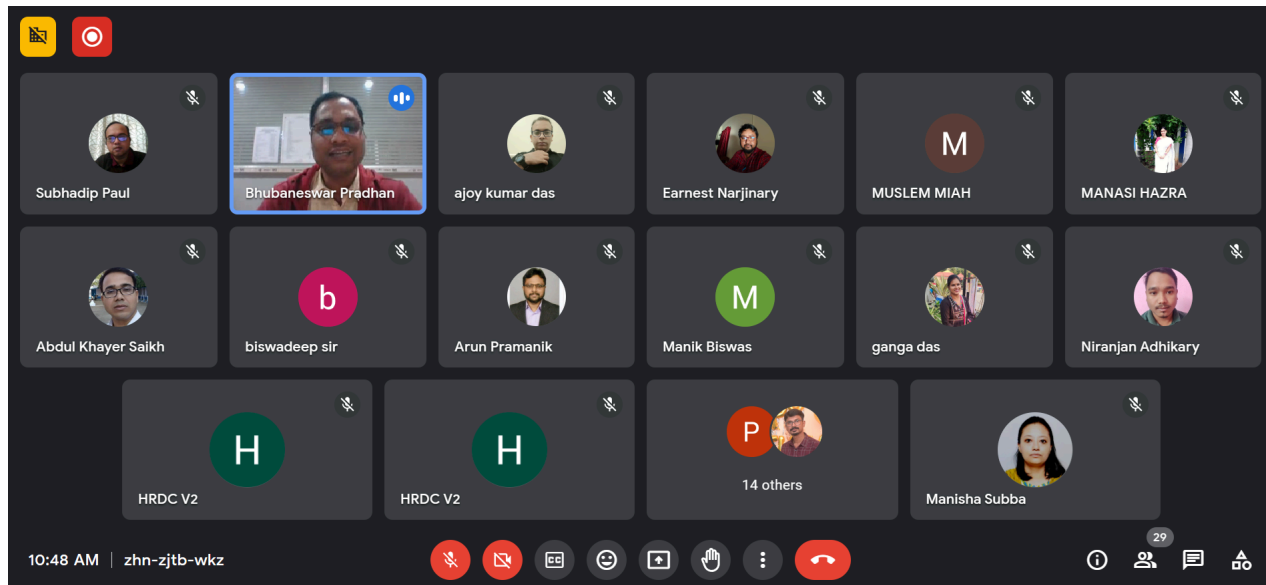 Subhadip Paul
Bhubaneswar Pradhan
ajoy kumar das
Earnest Narjinary
M
MUSLEM MIAH
MANASI HAZRA
Abdul Khayer Saikh
b
biswadeep sir
Arun Pramanik
M
Manik Biswas
ganga das
Niranjan Adhikary
H
HRDC V2
H
HRDC V2
P
14 others
Manisha Subba
10:48 AM | zhn-zjtb-wkz
CC
29